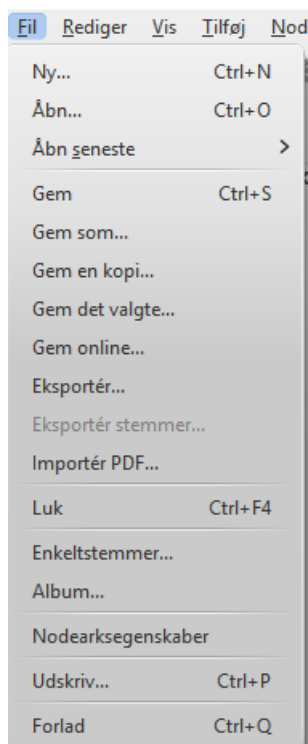 Fil Rediger Vis Tilføj Nod
Ny... Ctrl+N
Åbn... Ctrl+O
Åbn seneste
Gem Ctrl+S
Gem som...
Gem en kopi...
Gem det valgte...
Gem online...
Eksportér...
Eksportér stemmer...
Importér PDF...
Luk Ctrl+F4
Enkeltstemmer...
Album...
Nodearksegenskaber
Udskriv... Ctrl+P
Forlad Ctrl+Q